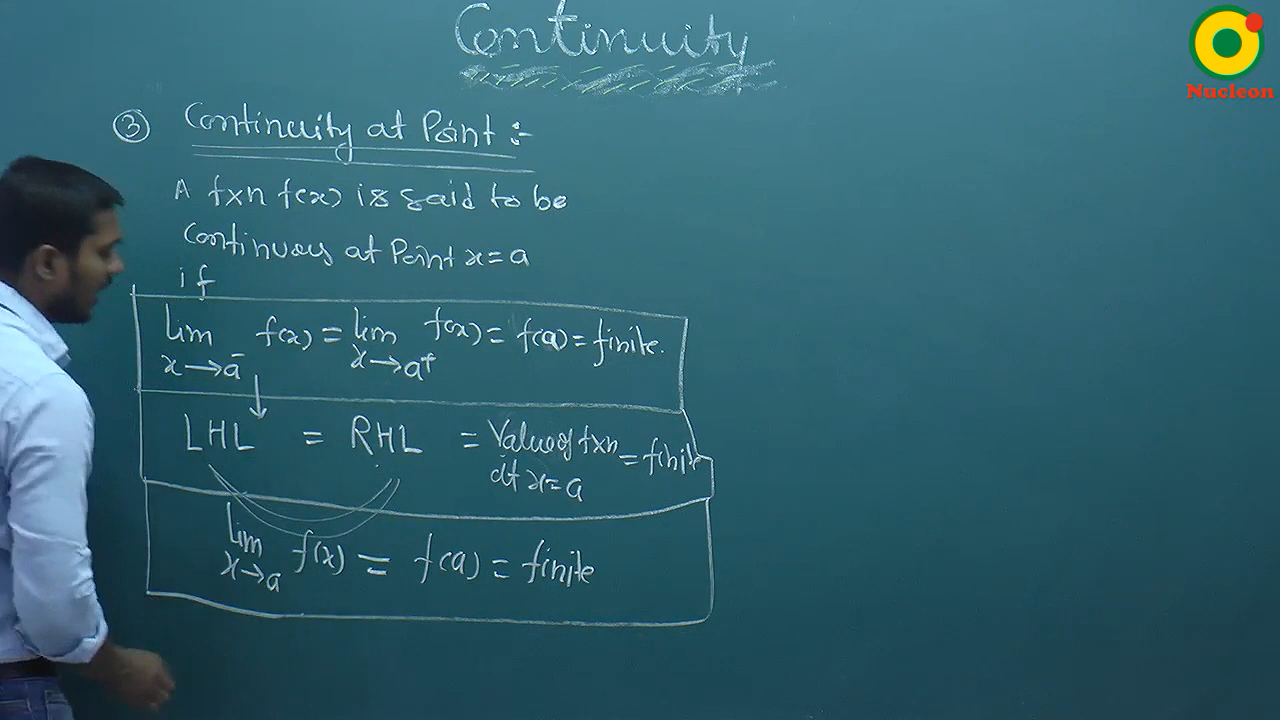 Continuity
Nucleon
③ Continuity at Point :-
A fxn f(x) is said to be
Continuous at Point x = a
if
lim x→a⁻ f(x) = lim x→a⁺ f(x) = f(a) = finite.
LHL = RHL = Value of fxn at x = a = finite
lim x→a f(x) = f(a) = finite